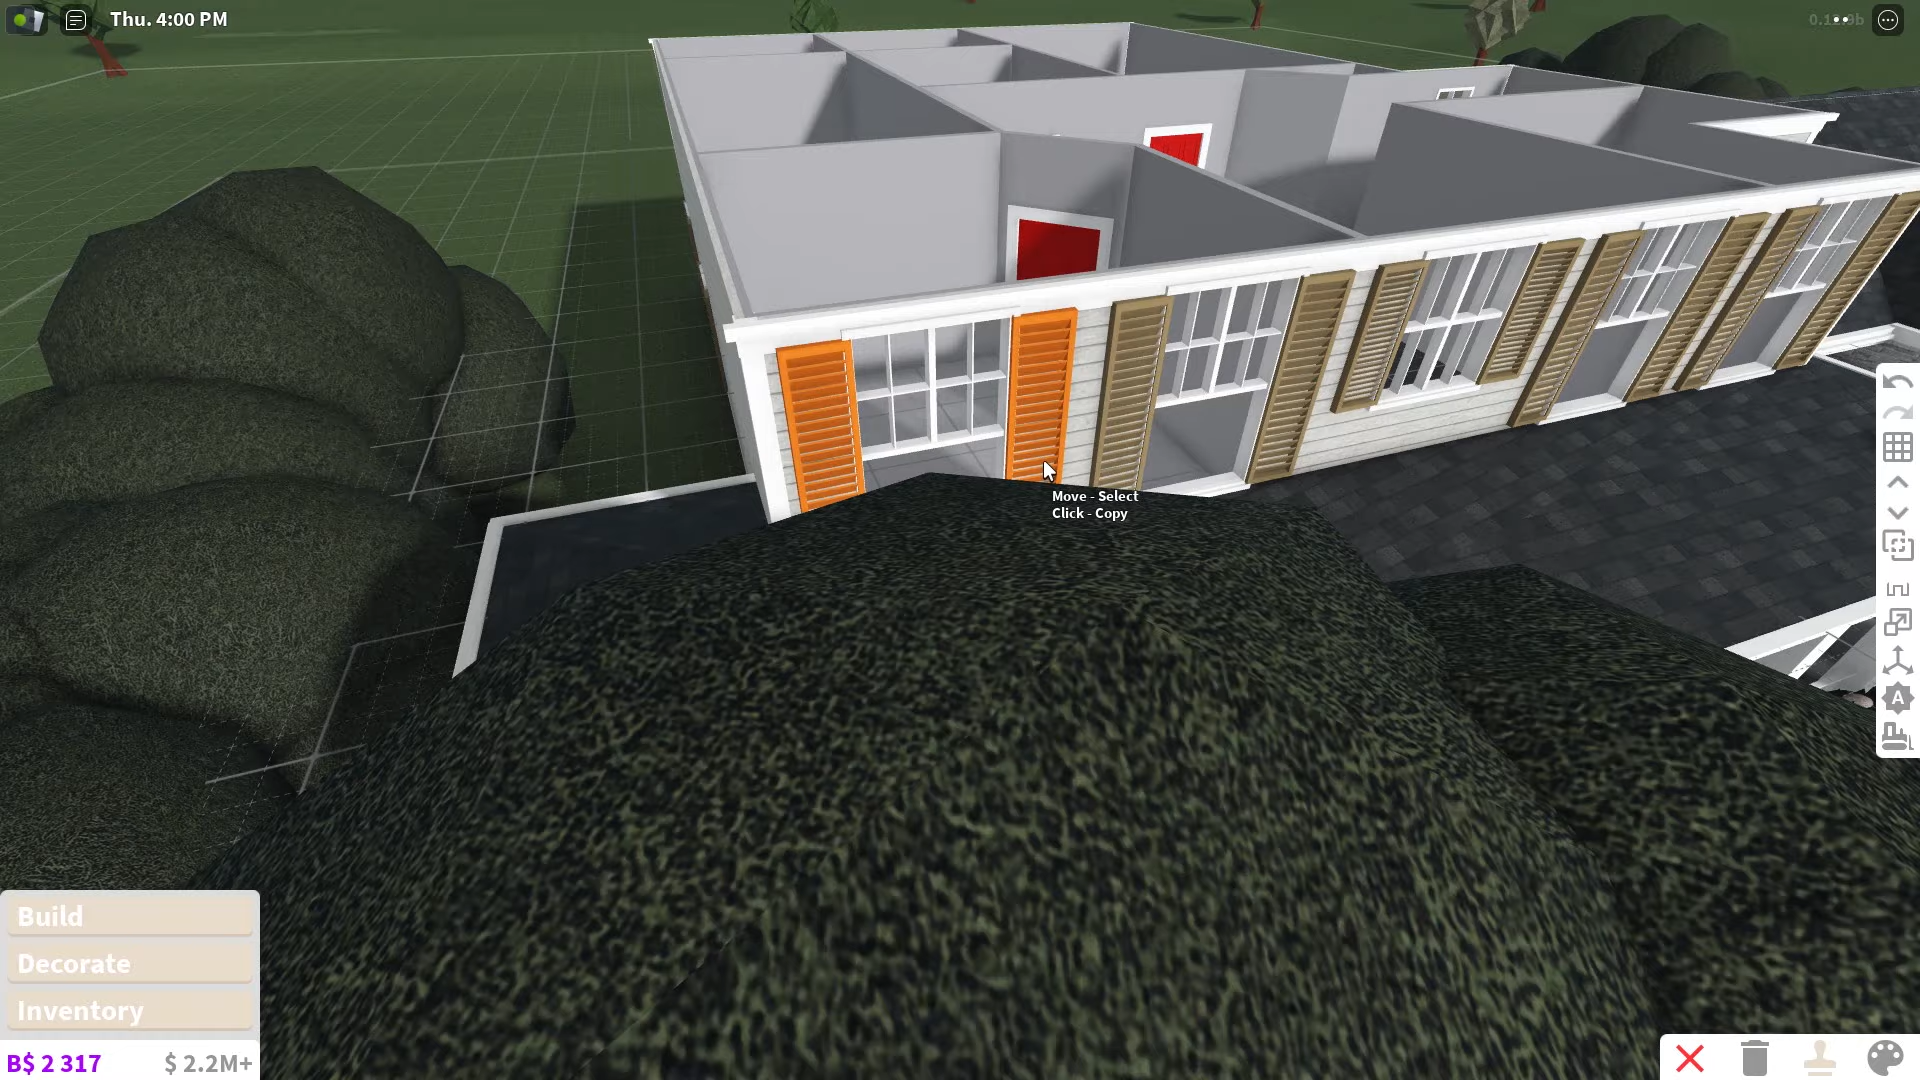 Thu. 4:00 PM
Move - Select
Click - Copy
A
Build
Decorate
Inventory
B$ 2 317
$ 2.2M+